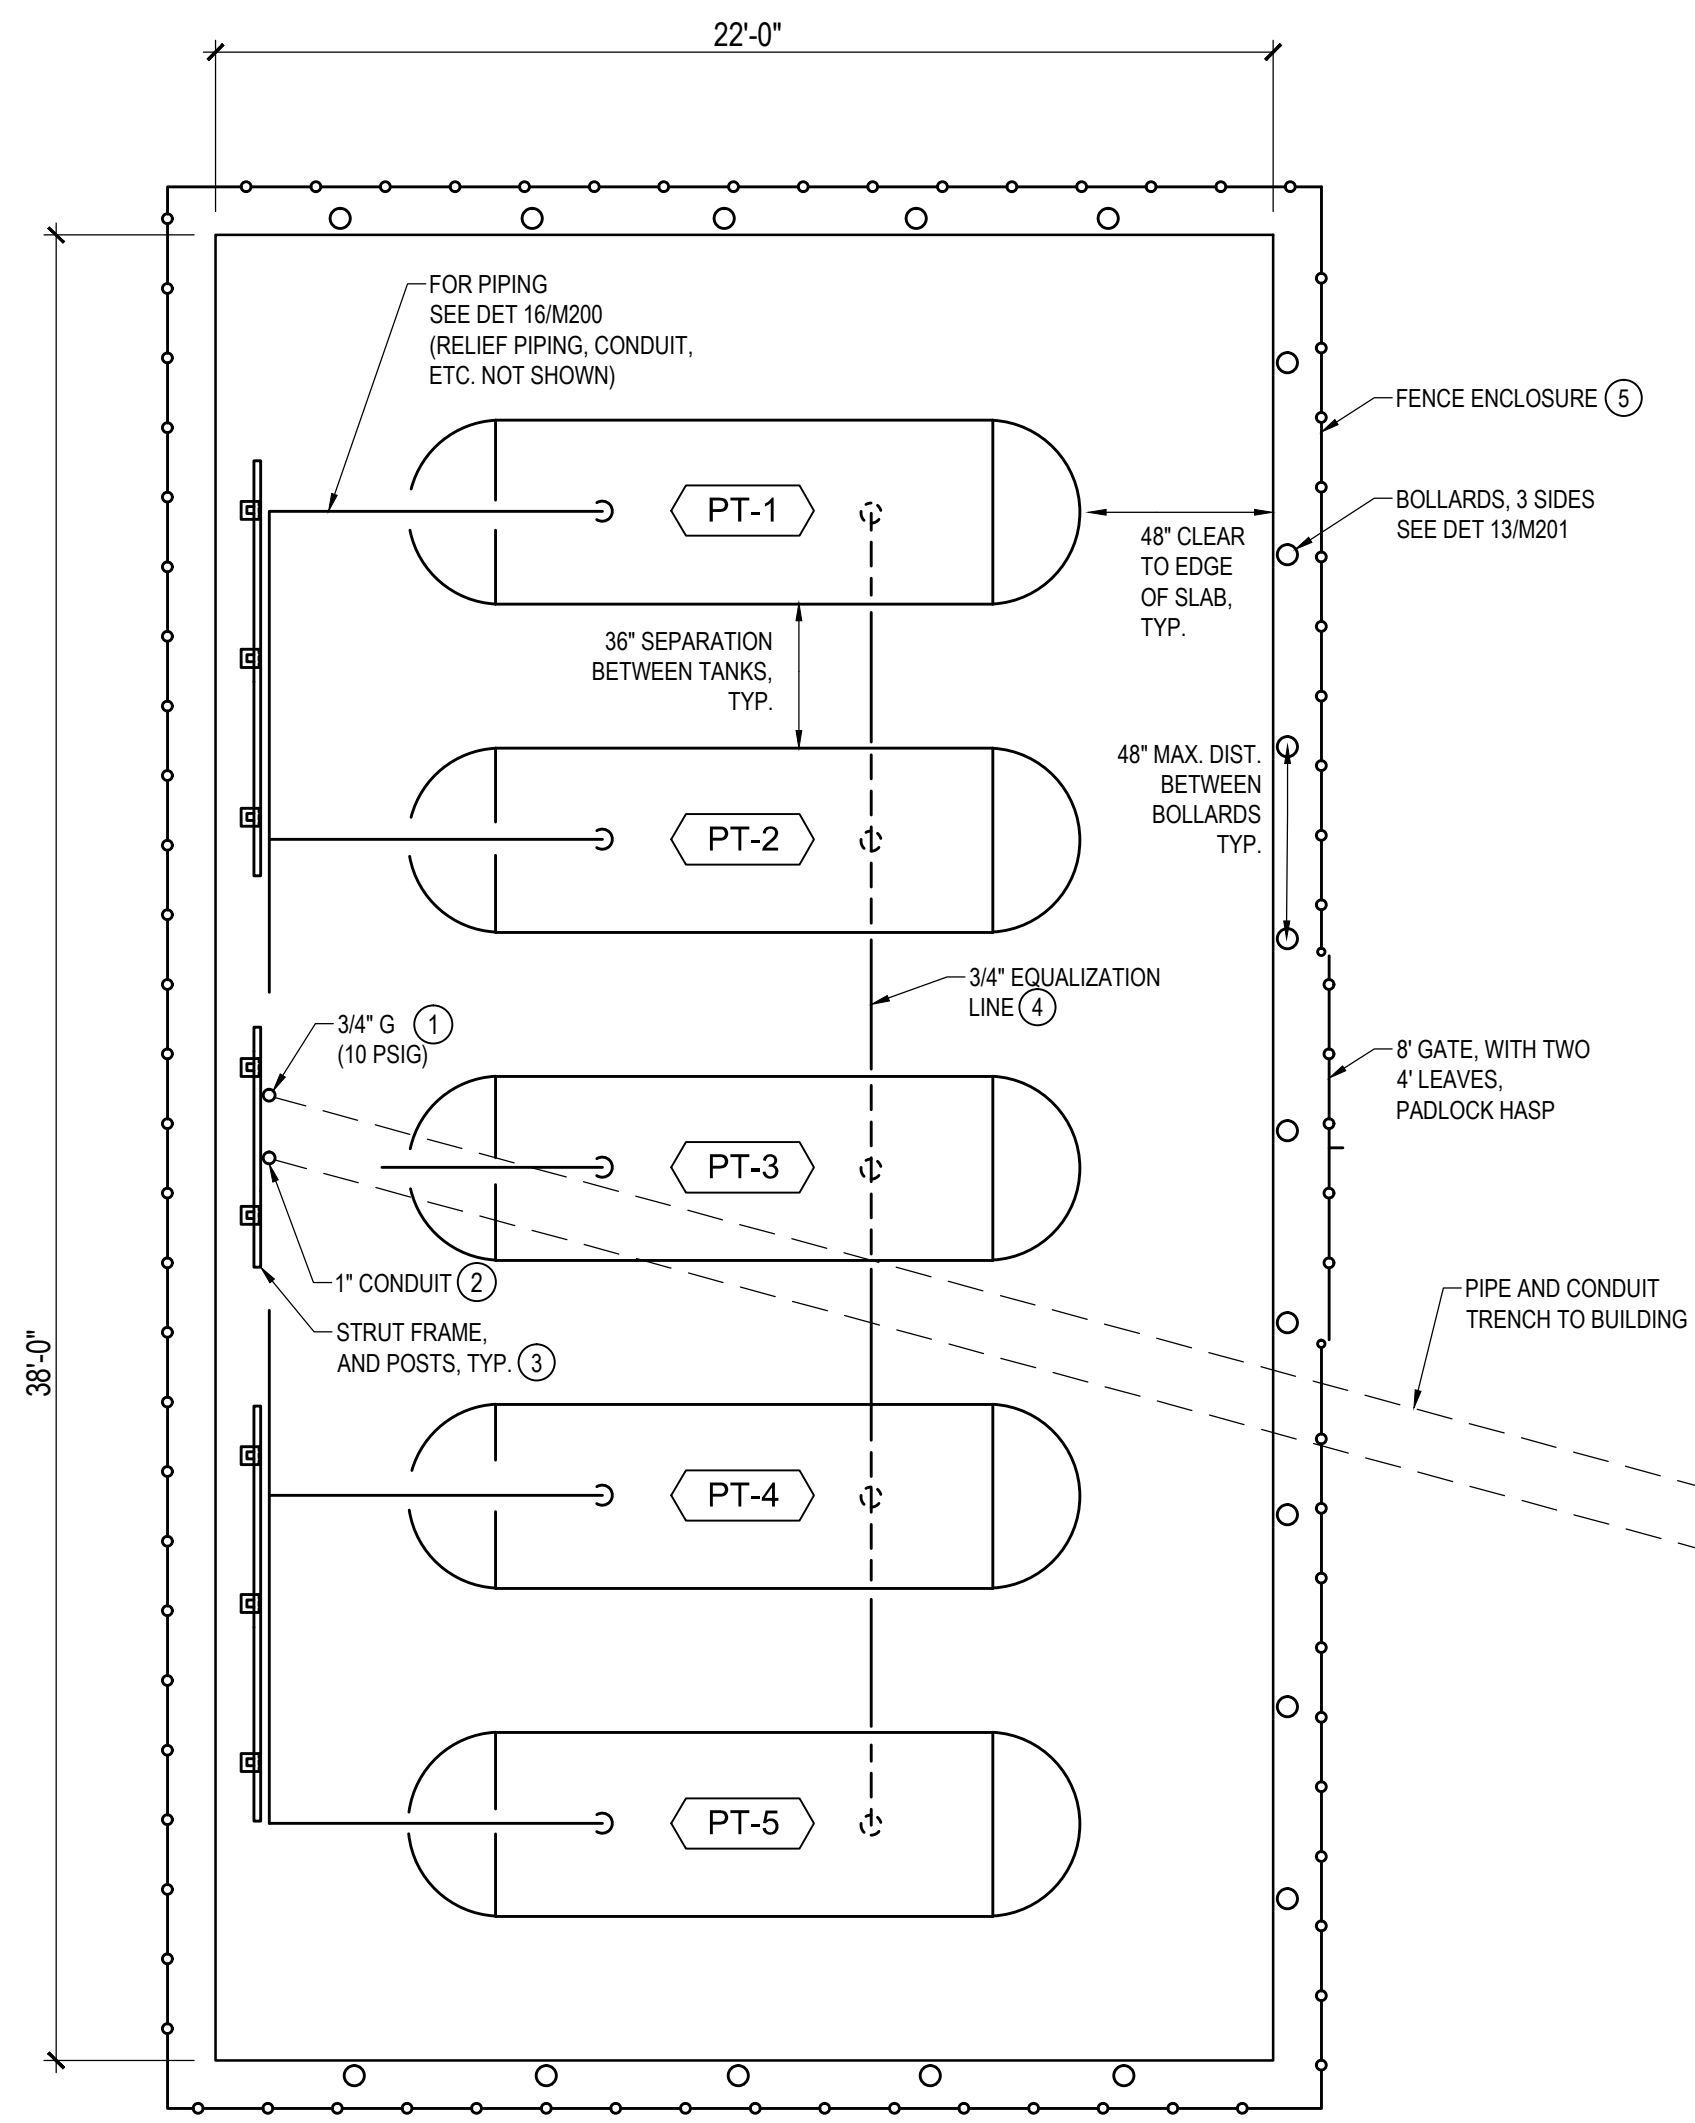 22'-0"
FOR PIPING
SEE DET 16/M200
(RELIEF PIPING, CONDUIT,
ETC. NOT SHOWN)
FENCE ENCLOSURE 5
PT-1
BOLLARDS, 3 SIDES
SEE DET 13/M201
48" CLEAR
TO EDGE
OF SLAB,
TYP.
36" SEPARATION
BETWEEN TANKS,
TYP.
48" MAX. DIST.
BETWEEN
BOLLARDS
TYP.
PT-2
3/4" EQUALIZATION
LINE 4
3/4" G 1
(10 PSIG)
8' GATE, WITH TWO
4' LEAVES,
PADLOCK HASP
PT-3
1" CONDUIT 2
PIPE AND CONDUIT
TRENCH TO BUILDING
STRUT FRAME,
AND POSTS, TYP. 3
38'-0"
PT-4
PT-5